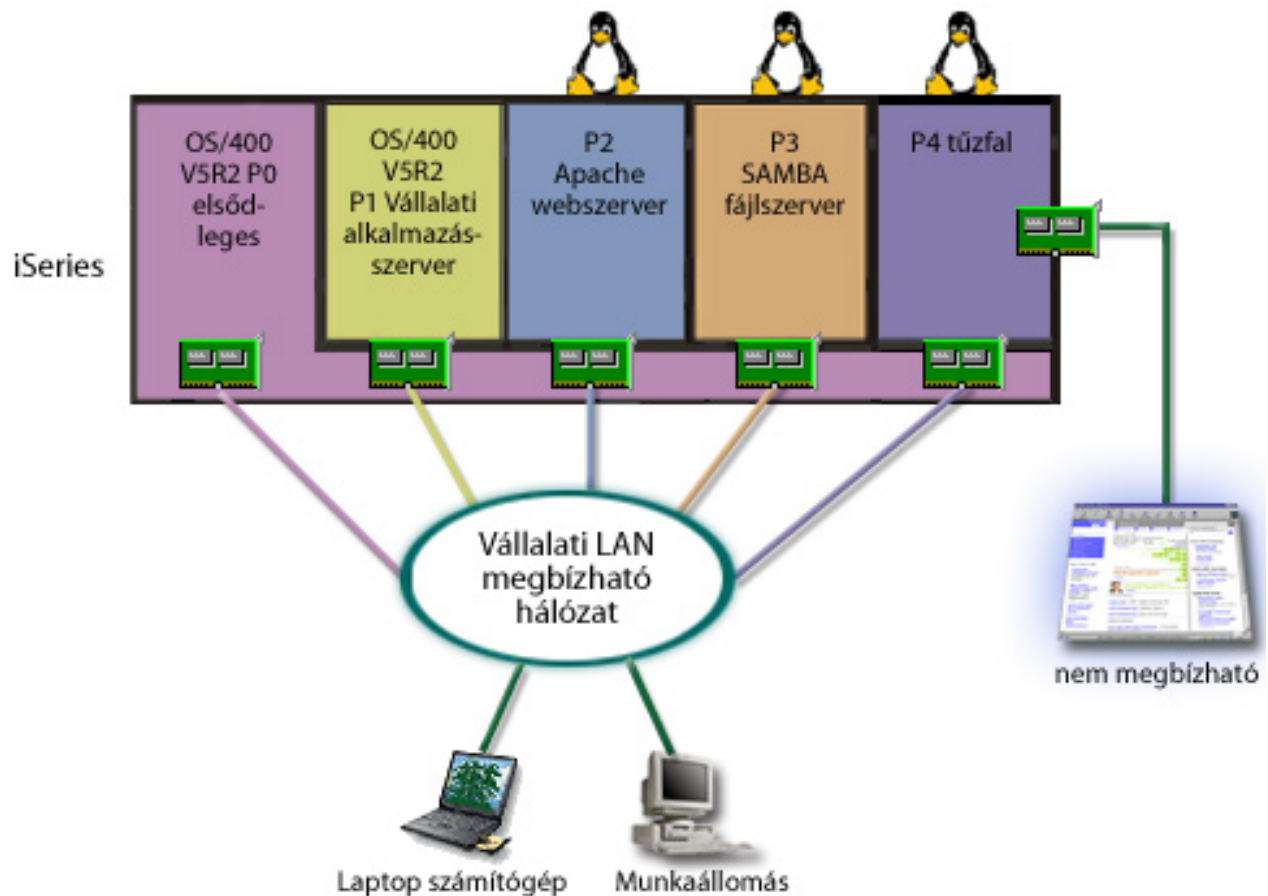 OS/400
V5R2 P0
elsőd-
leges
OS/400
V5R2
P1 Vállalati
alkalmazás-
szerver
P2
Apache
webszerver
P3
SAMBA
fájlszerver
P4 tűzfal
iSeries
Vállalati LAN
megbízható
hálózat
nem megbízható
Laptop számítógép
Munkaállomás